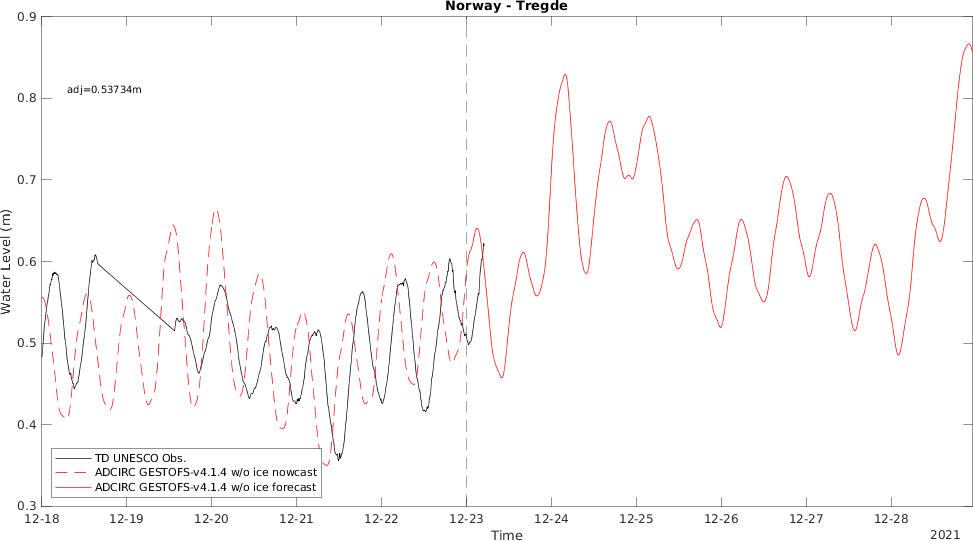 Norway - Tregde
0.9
adj=0.53734m
0.8
0.7
0.6
0.5
0.4
0.3
Water Level (m)
TD UNESCO Obs.
ADCIRC GESTOFS-v4.1.4 w/o ice nowcast
ADCIRC GESTOFS-v4.1.4 w/o ice forecast
12-18 12-19 12-20 12-21 12-22 12-23 12-24 12-25 12-26 12-27 12-28
Time
2021